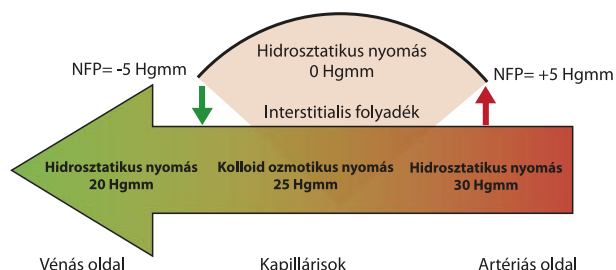 Hidrosztatikus nyomás
0 Hgmm
NFP= -5 Hgmm
NFP= +5 Hgmm
Interstitialis folyadék
Hidrosztatikus nyomás
20 Hgmm
Kolloid ozmotikus nyomás
25 Hgmm
Hidrosztatikus nyomás
30 Hgmm
Vénás oldal
Kapillárisok
Artériás oldal